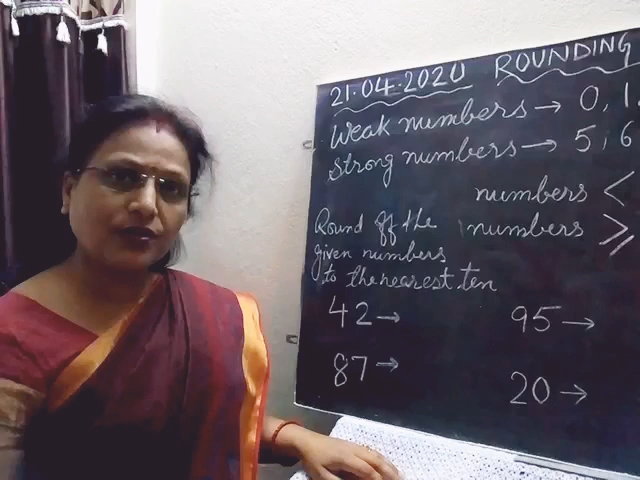 21.04.2020 ROUNDING
Weak numbers → 0, 1
Strong numbers → 5, 6
numbers <
Round off the numbers >
given numbers
to the nearest ten
42 → 95 →
87 → 20 →